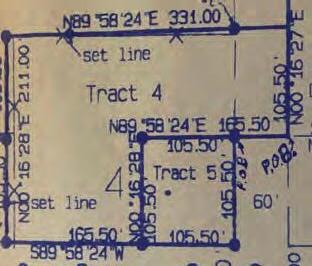 N89°58'24"E 331.00'
set line
Tract 4
N00°16'28"E 211.00'
N00°16'27"E
105.50'
N89°58'24"E 165.50'
105.50'
N00°16'28"E
105.50'
Tract 5
105.50'
P.O.B.
P.O.B.
4
60'
set line
165.50'
105.50'
S89°58'24"W